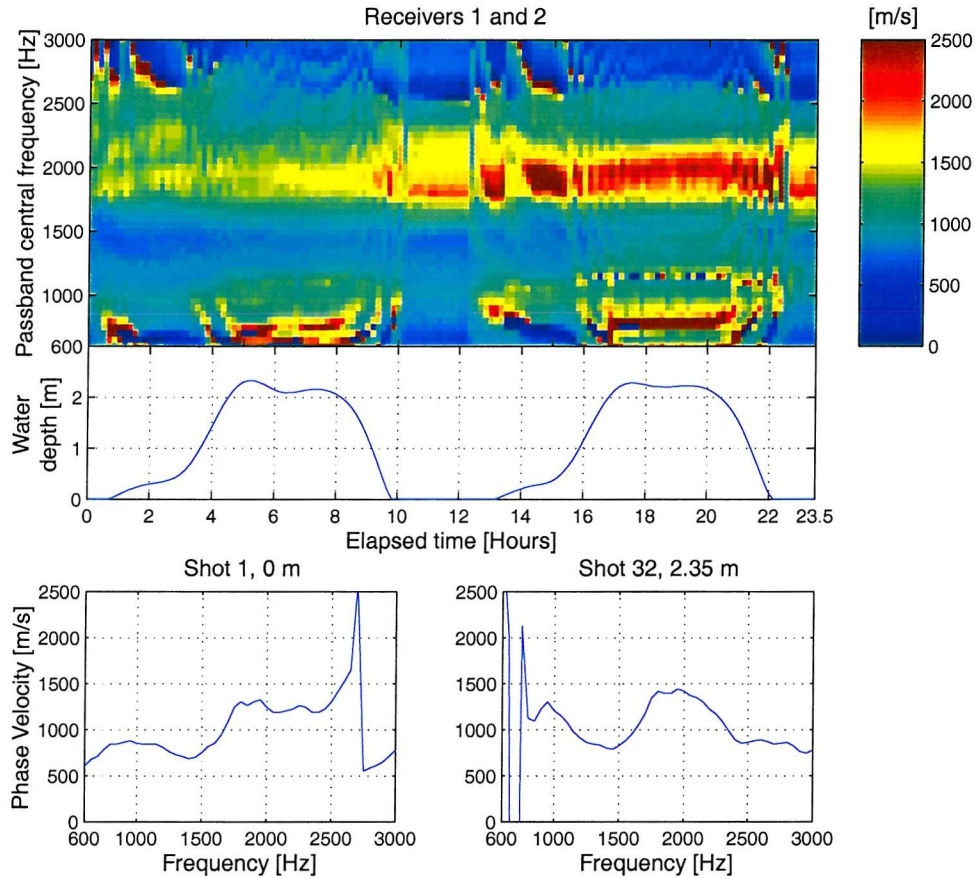 Receivers 1 and 2
[m/s]
Passband central frequency [Hz]
3000
2500
2000
1500
1000
600
2500
2000
1500
1000
500
0
Water
depth [m]
2
1
0
0 2 4 6 8 10 12 14 16 18 20 22 23.5
Elapsed time [Hours]
Shot 1, 0 m
Phase Velocity [m/s]
2500
2000
1500
1000
500
0
600 1000 1500 2000 2500 3000
Frequency [Hz]
Shot 32, 2.35 m
2500
2000
1500
1000
500
0
600 1000 1500 2000 2500 3000
Frequency [Hz]